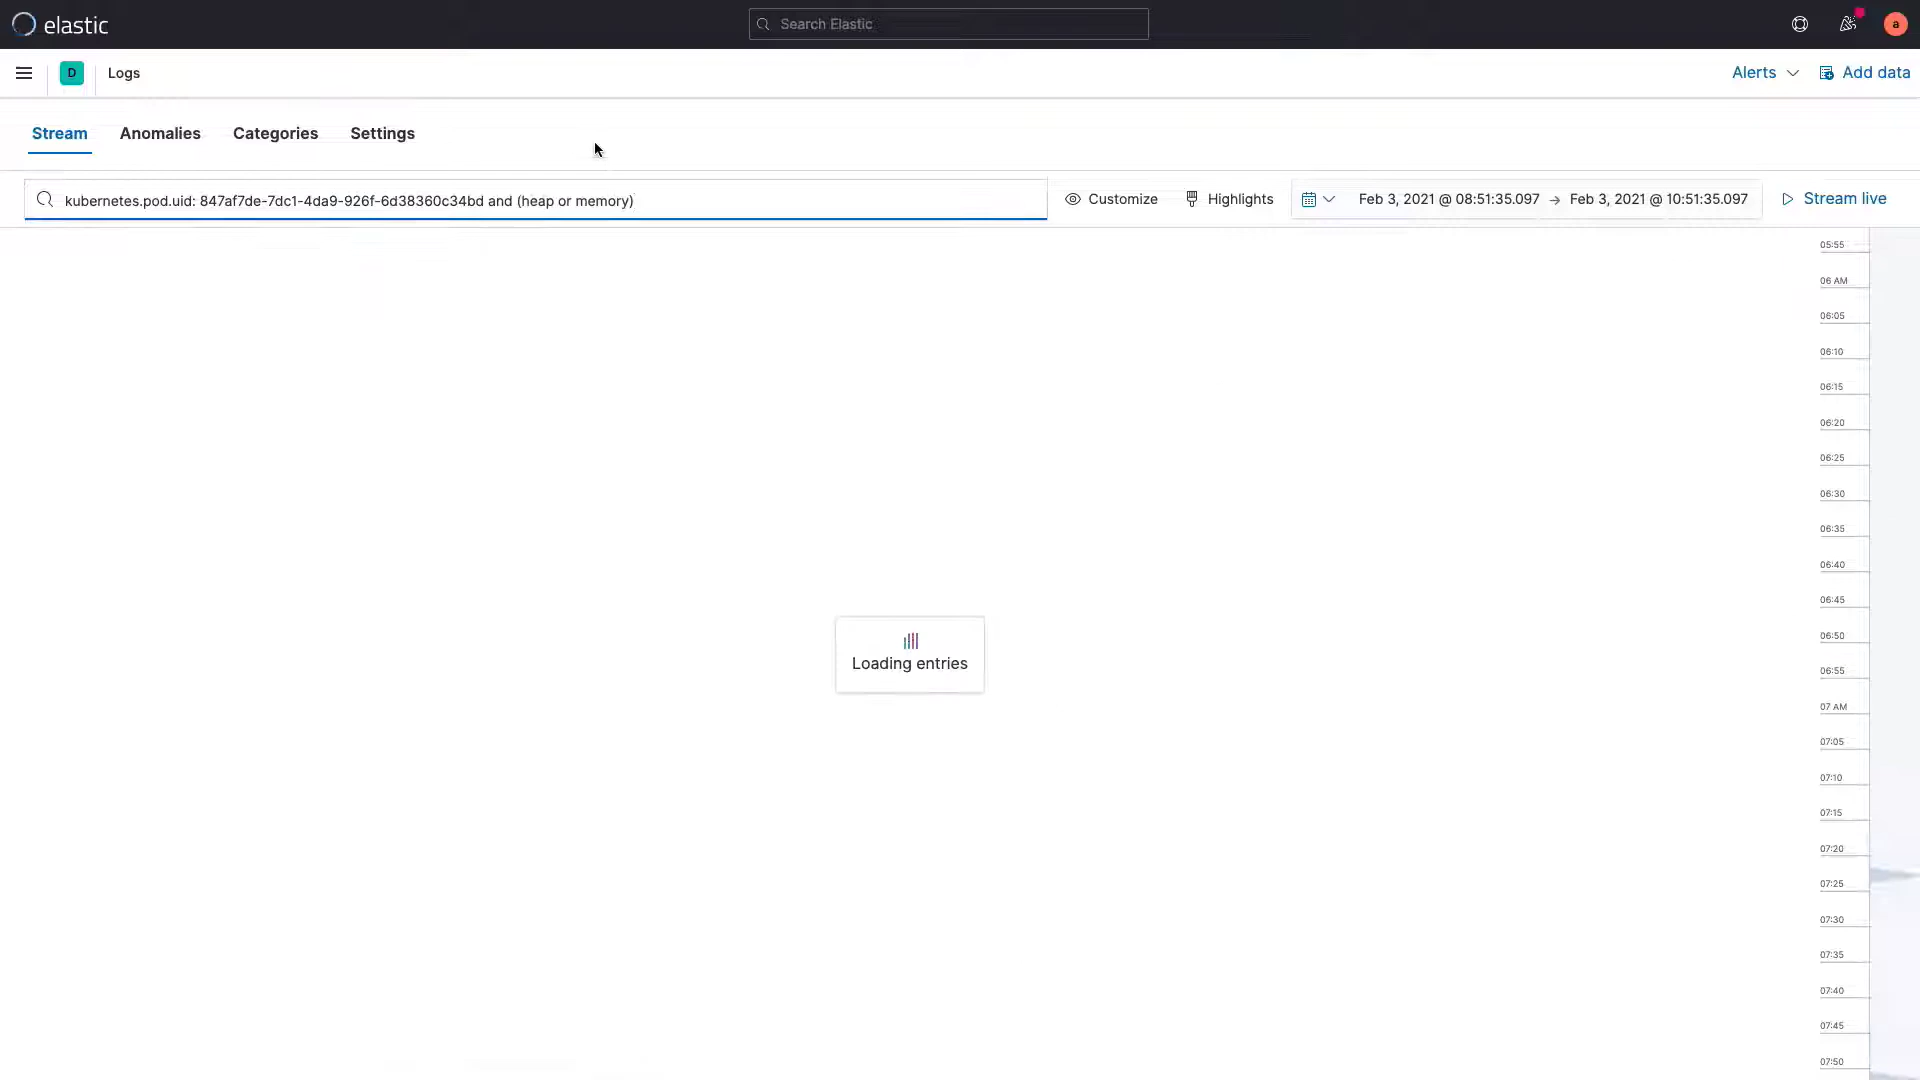 elastic
Search Elastic
a
D
Logs
Alerts
Add data
Stream
Anomalies
Categories
Settings
kubernetes.pod.uid: 847af7de-7dc1-4da9-926f-6d38360c34bd and (heap or memory)
Customize
Highlights
Feb 3, 2021 @ 08:51:35.097 → Feb 3, 2021 @ 10:51:35.097
Stream live
05:55
06 AM
06:05
06:10
06:15
06:20
06:25
06:30
06:35
06:40
06:45
06:50
06:55
07 AM
07:05
07:10
07:15
07:20
07:25
07:30
07:35
07:40
07:45
07:50
Loading entries